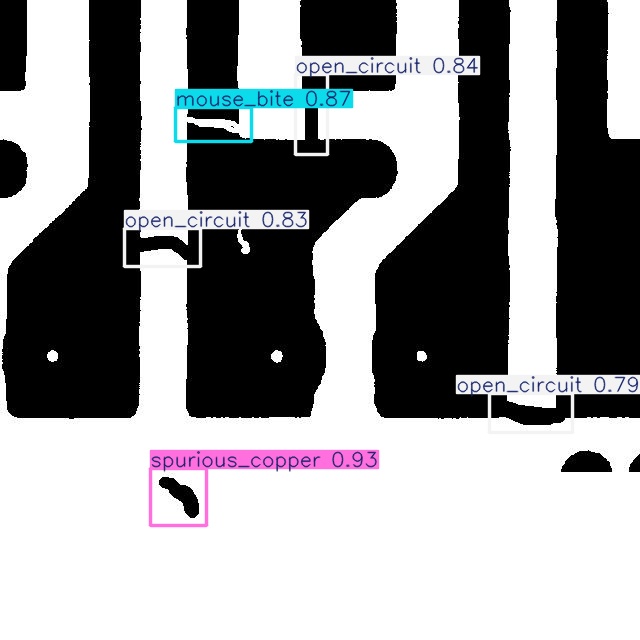 open_circuit 0.84
mouse_bite 0.87
open_circuit 0.83
open_circuit 0.79
spurious_copper 0.93